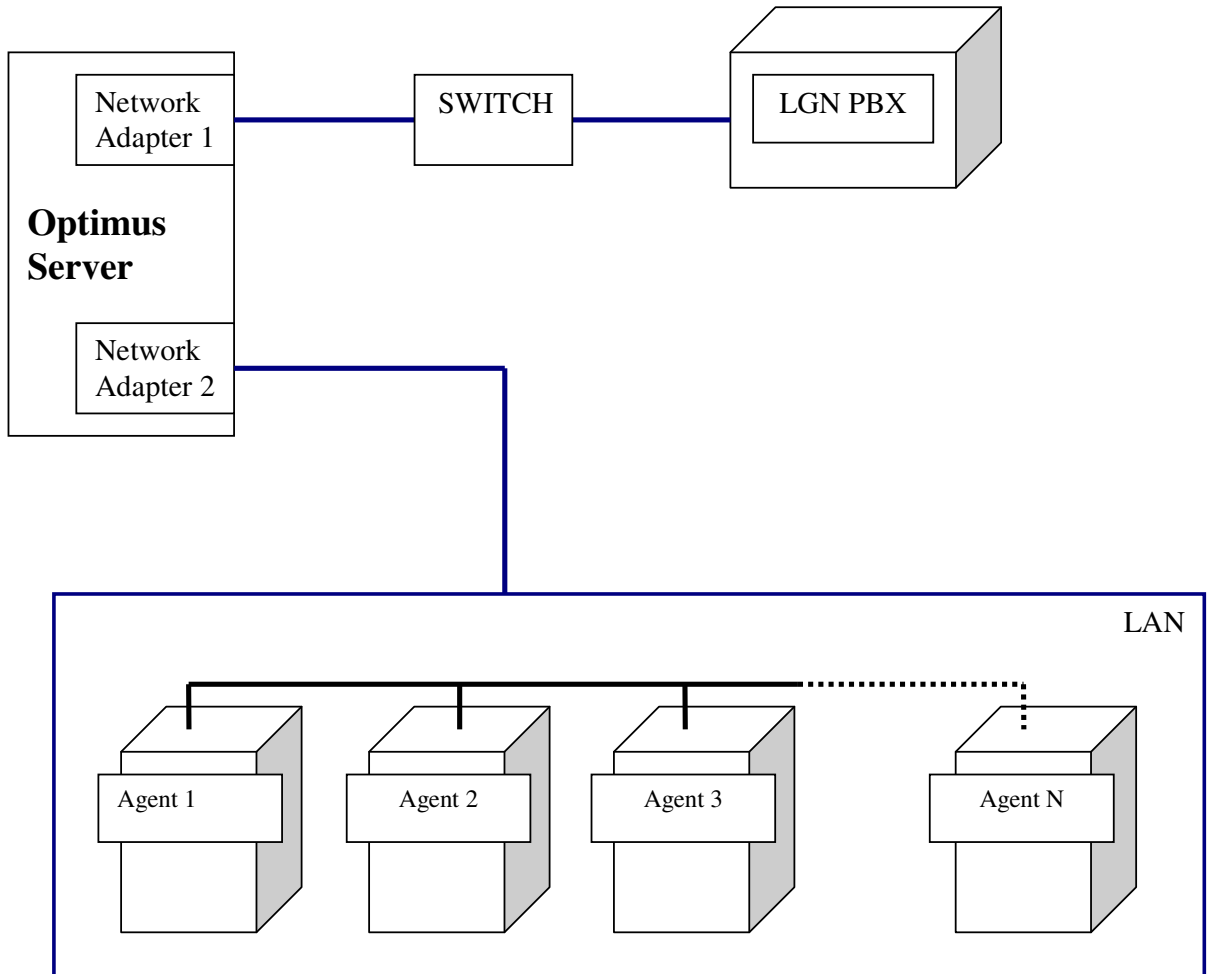 Network
Adapter 1
SWITCH
LGN PBX
Optimus
Server
Network
Adapter 2
LAN
Agent 1
Agent 2
Agent 3
Agent N